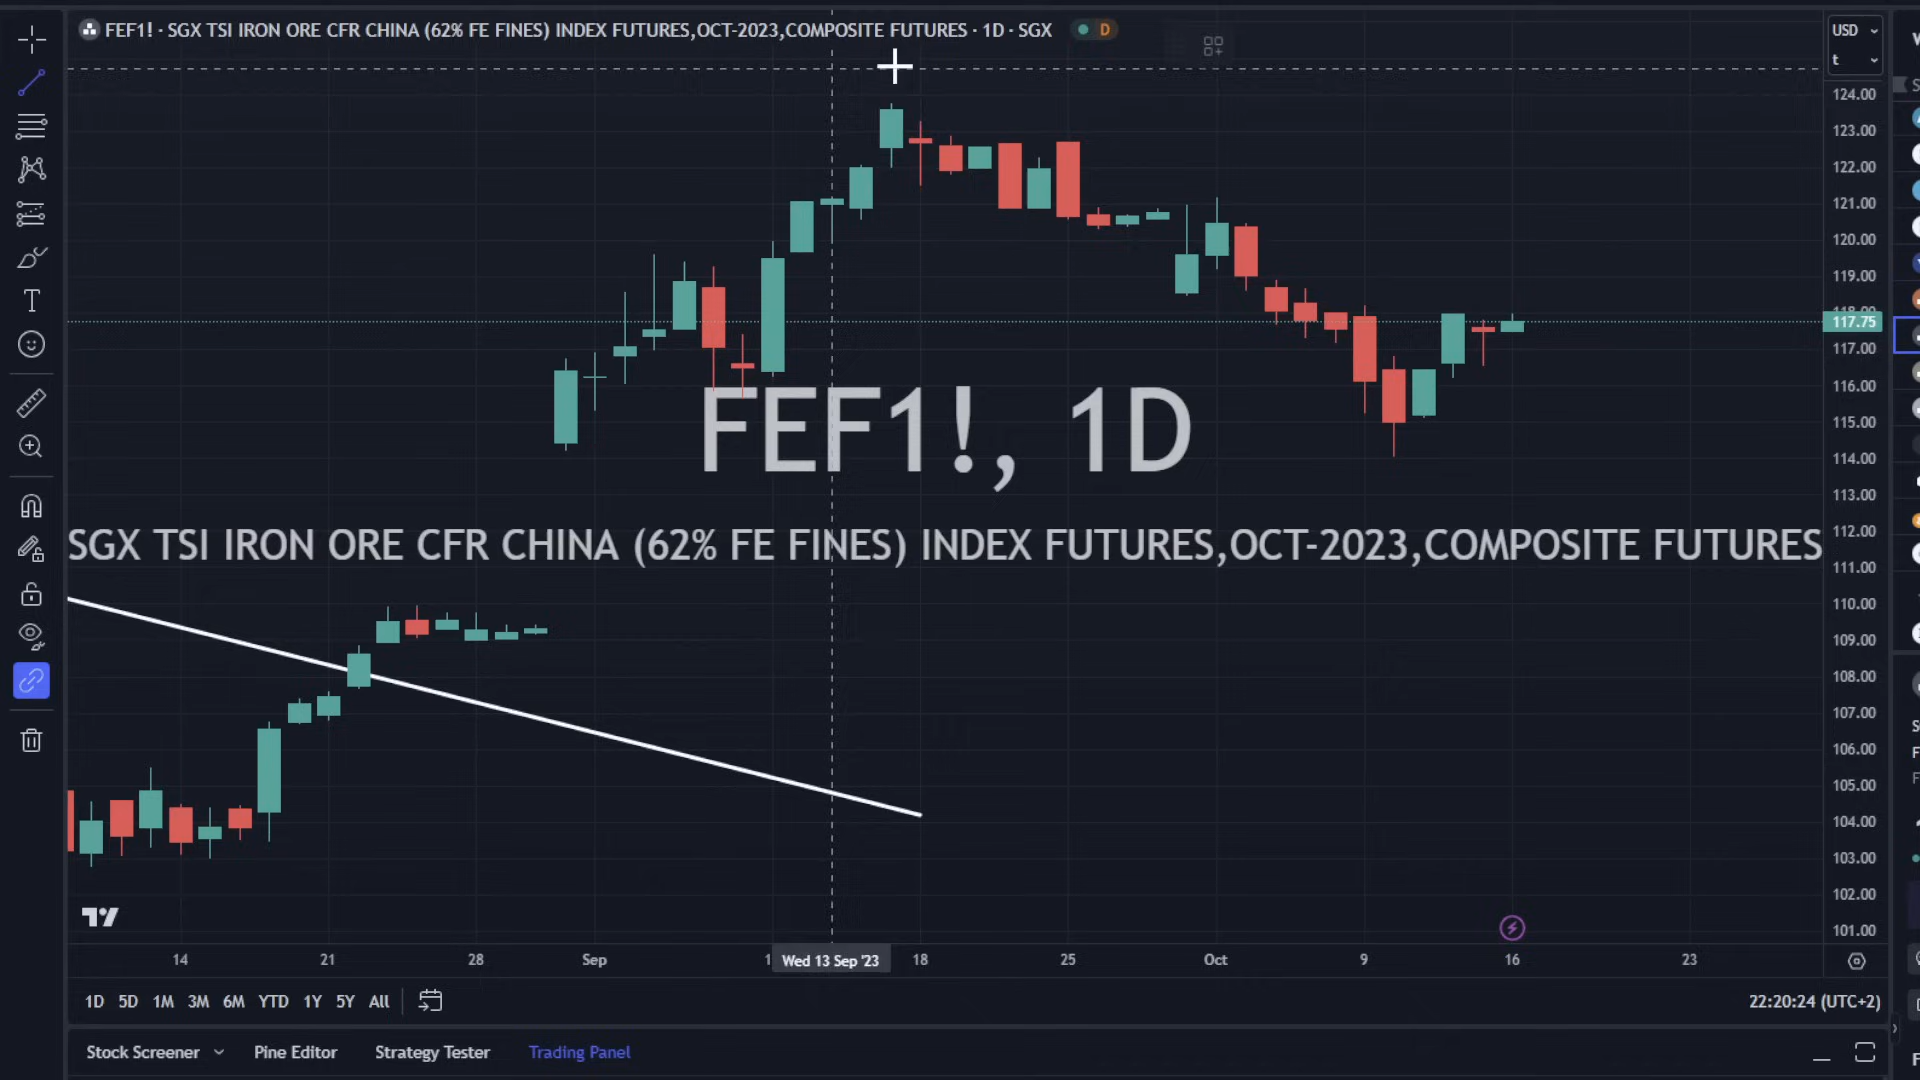 FEF1! · SGX TSI IRON ORE CFR CHINA (62% FE FINES) INDEX FUTURES,OCT-2023,COMPOSITE FUTURES · 1D · SGX
D
USD
t
124.00
123.00
122.00
121.00
120.00
119.00
117.75
117.00
116.00
115.00
114.00
113.00
112.00
111.00
110.00
109.00
108.00
107.00
106.00
105.00
104.00
103.00
102.00
101.00
FEF1!, 1D
SGX TSI IRON ORE CFR CHINA (62% FE FINES) INDEX FUTURES,OCT-2023,COMPOSITE FUTURES
14 21 28 Sep Wed 13 Sep '23 18 25 Oct 9 16 23
1D 5D 1M 3M 6M YTD 1Y 5Y All
22:20:24 (UTC+2)
Stock Screener Pine Editor Strategy Tester Trading Panel